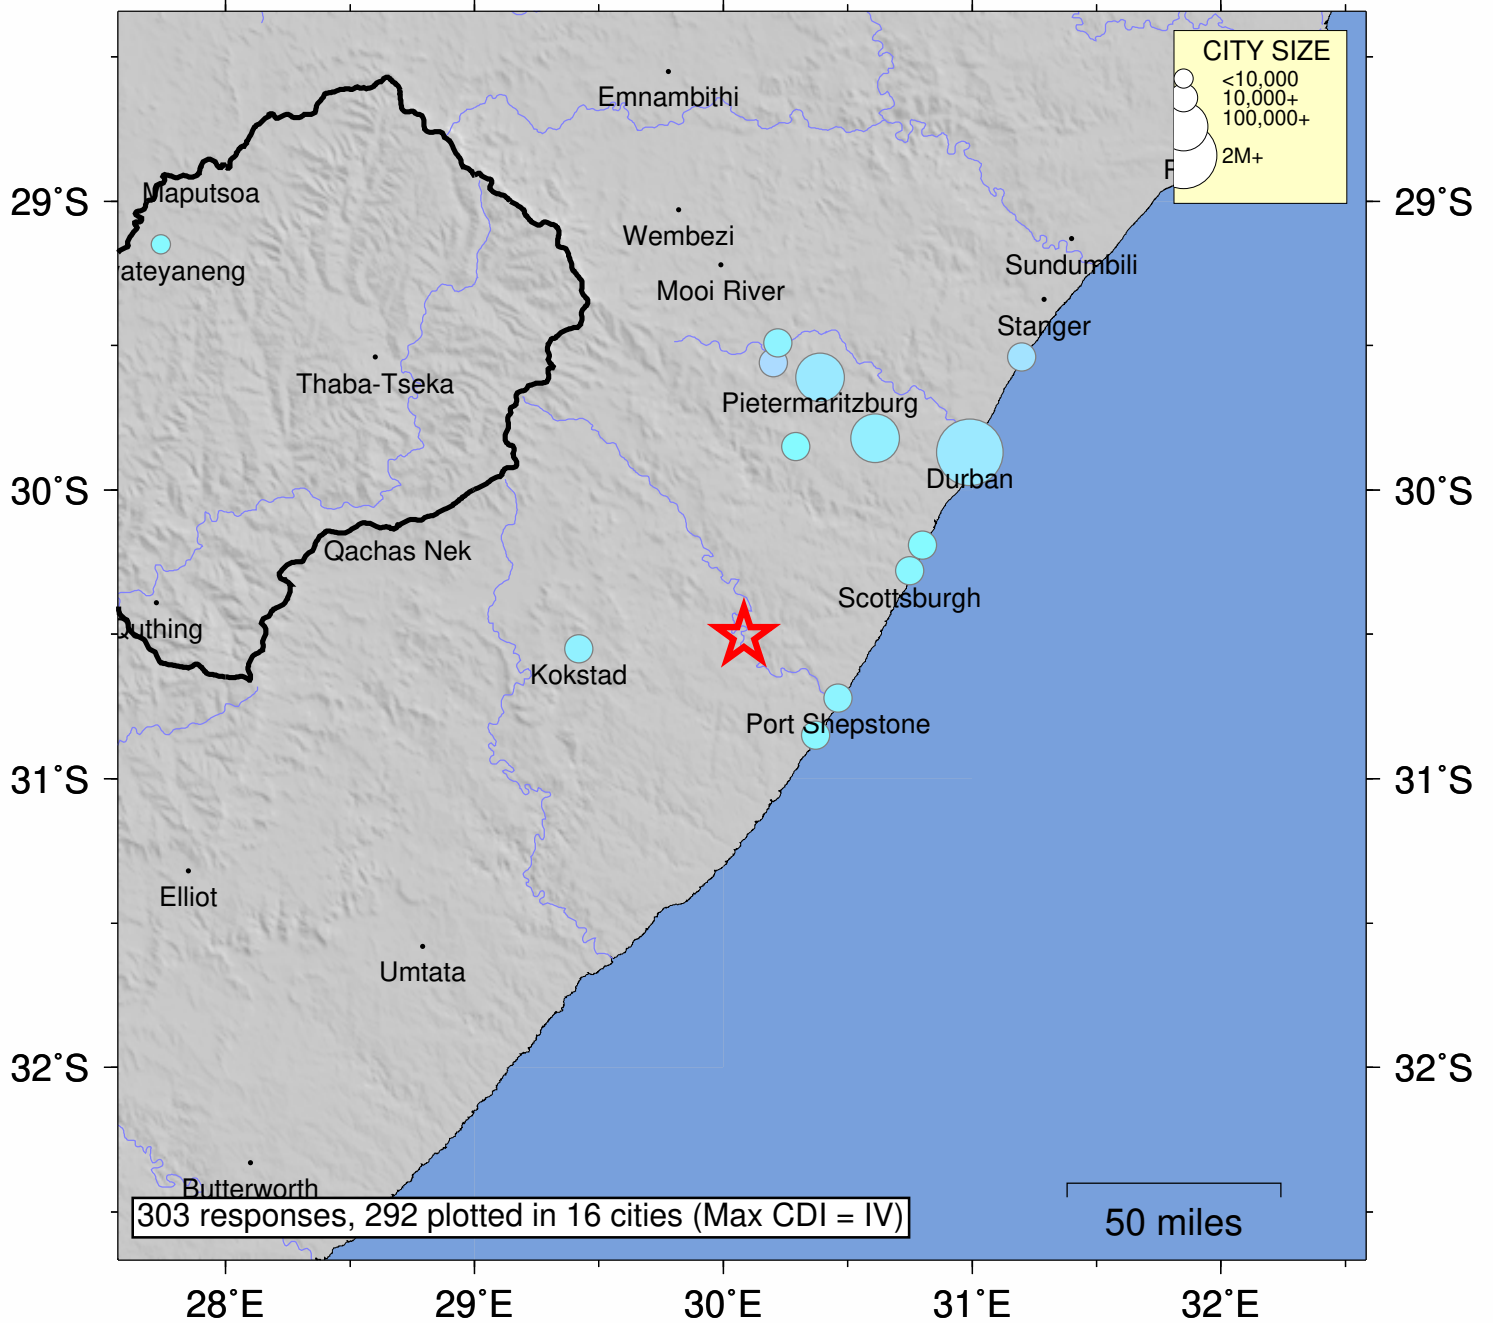 CITY SIZE
<10,000
10,000+
100,000+
2M+
Emnambithi
29°S
Maputsoa
29°S
Wembezi
Sundumbili
Mooi River
Stanger
Thaba-Tseka
Pietermaritzburg
30°S
Durban
30°S
Qachas Nek
Scottsburgh
Kokstad
Port Shepstone
31°S
31°S
Elliot
Umtata
32°S
32°S
Butterworth
303 responses, 292 plotted in 16 cities (Max CDI = IV)
50 miles
28°E
29°E
30°E
31°E
32°E